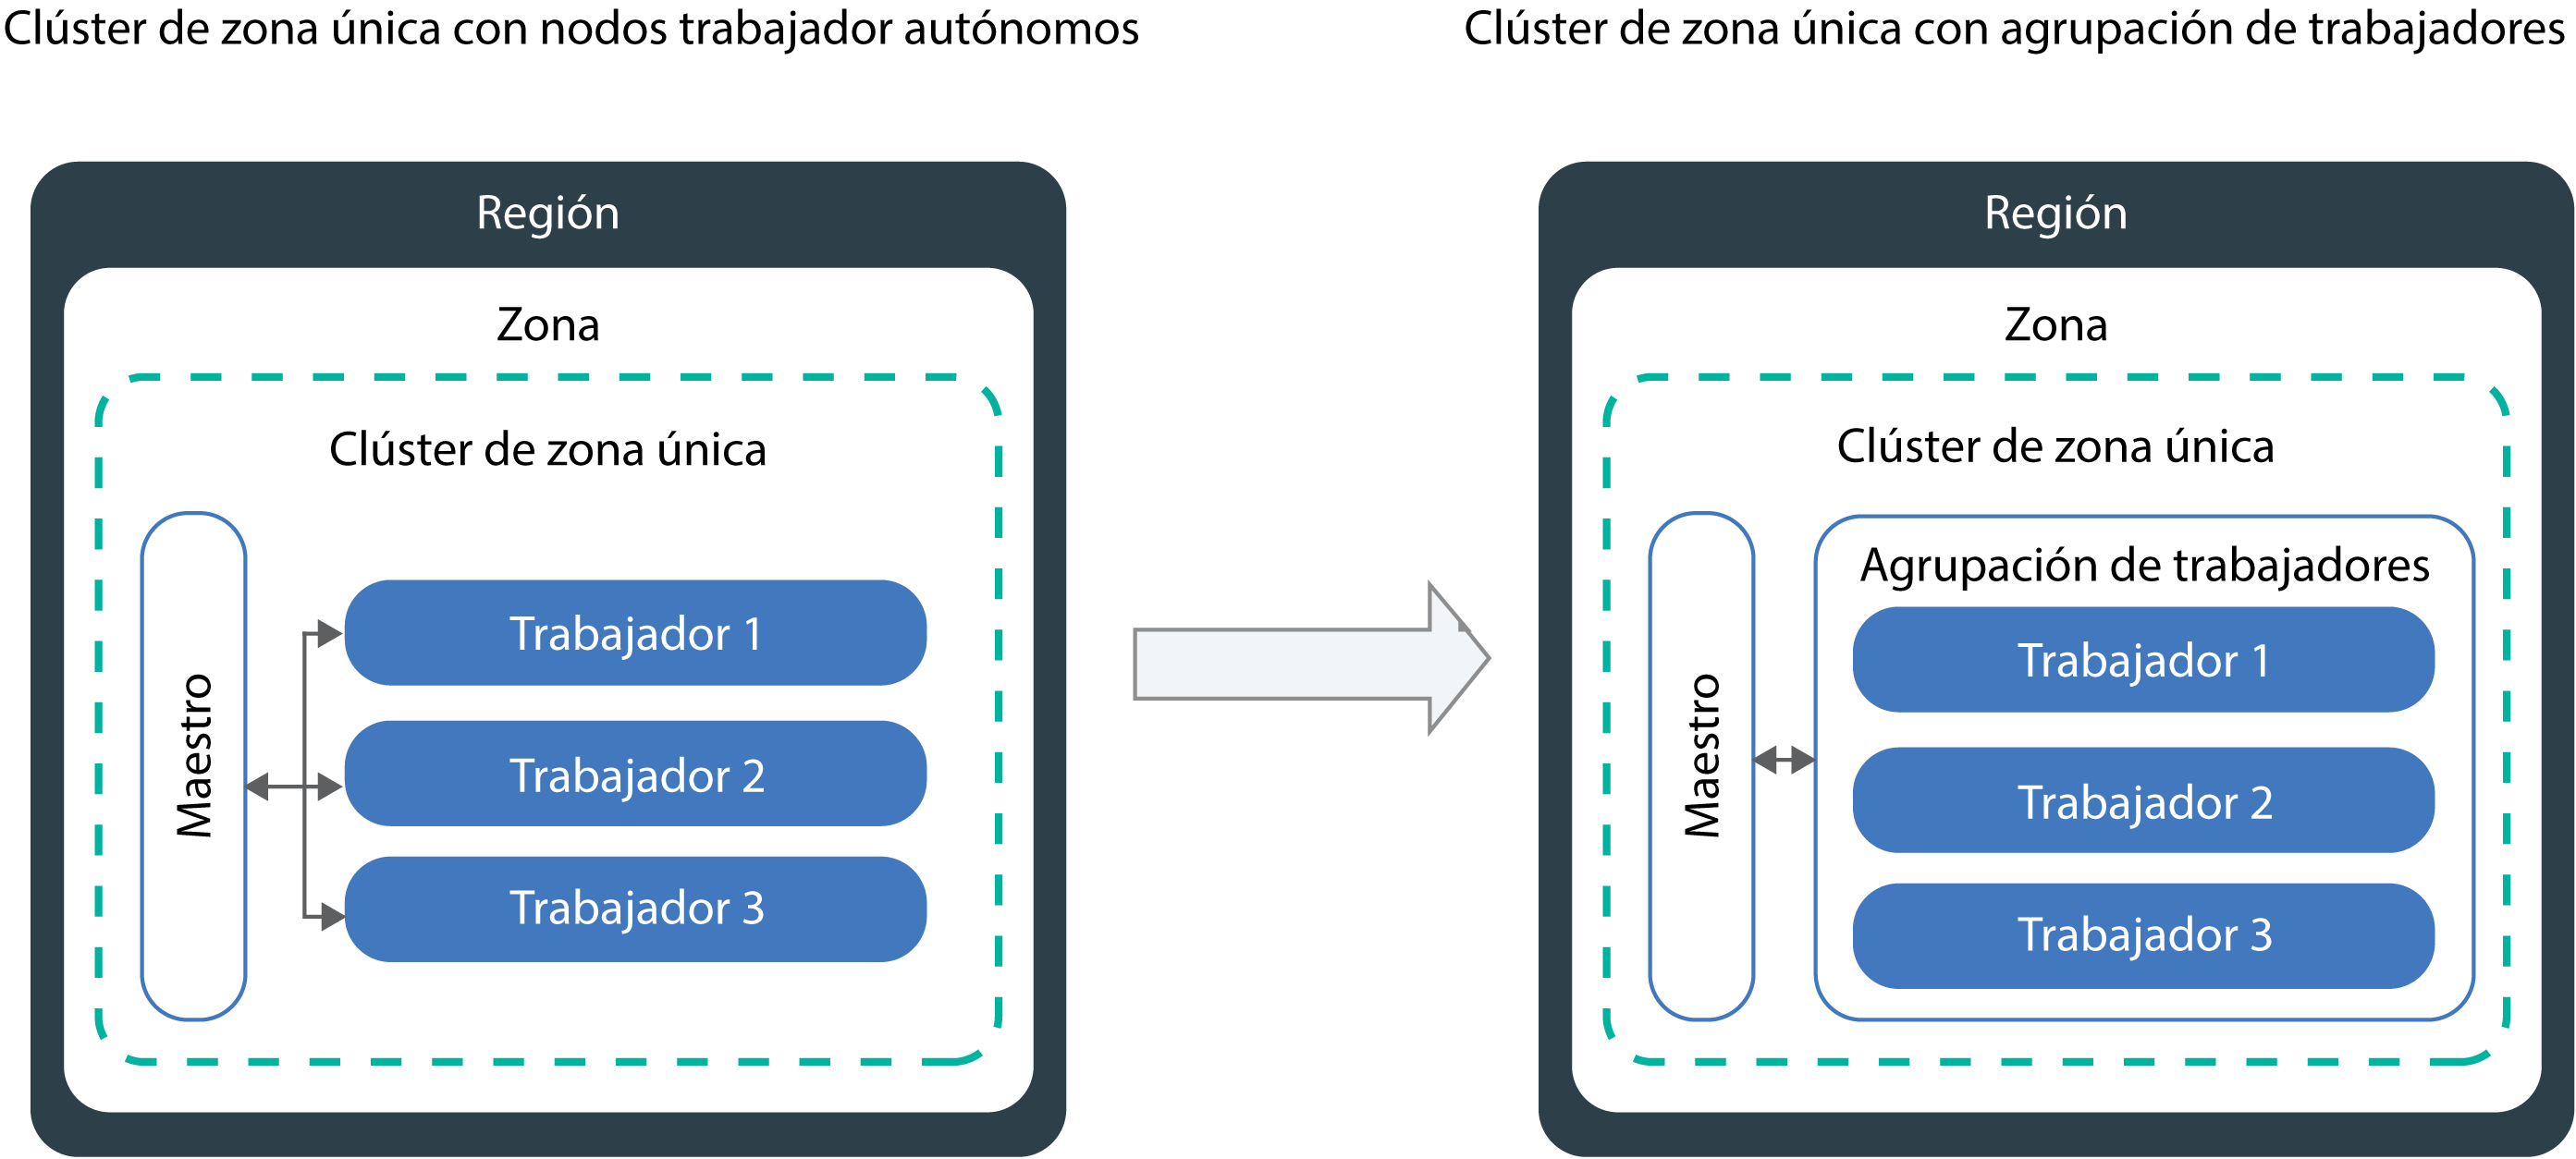 Clúster de zona única con nodos trabajador autónomos
Región
Zona
Clúster de zona única
Maestro
Trabajador 1
Trabajador 2
Trabajador 3
Clúster de zona única con agrupación de trabajadores
Región
Zona
Clúster de zona única
Maestro
Agrupación de trabajadores
Trabajador 1
Trabajador 2
Trabajador 3